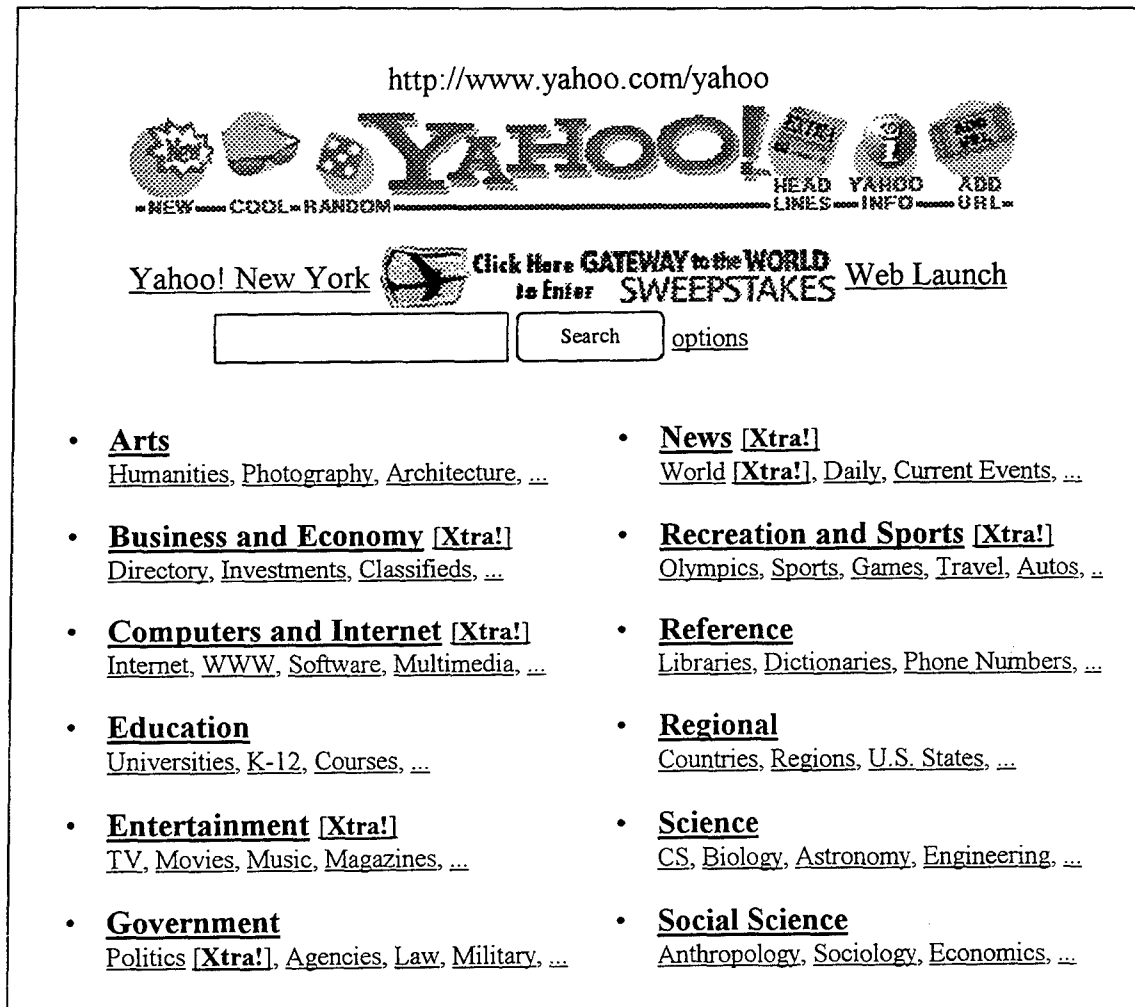 http://www.yahoo.com/yahoo
New
YAHOO!
NEW COOL RANDOM HEAD LINES YAHOO INFO ADD URL
Yahoo! New York Click Here to Enter GATEWAY to the WORLD SWEEPSTAKES Web Launch
Search options
• Arts
Humanities, Photography, Architecture, ...
• Business and Economy [Xtra!]
Directory, Investments, Classifieds, ...
• Computers and Internet [Xtra!]
Internet, WWW, Software, Multimedia, ...
• Education
Universities, K-12, Courses, ...
• Entertainment [Xtra!]
TV, Movies, Music, Magazines, ...
• Government
Politics [Xtra!], Agencies, Law, Military, ...
• News [Xtra!]
World [Xtra!], Daily, Current Events, ...
• Recreation and Sports [Xtra!]
Olympics, Sports, Games, Travel, Autos, ..
• Reference
Libraries, Dictionaries, Phone Numbers, ...
• Regional
Countries, Regions, U.S. States, ...
• Science
CS, Biology, Astronomy, Engineering, ...
• Social Science
Anthropology, Sociology, Economics, ...